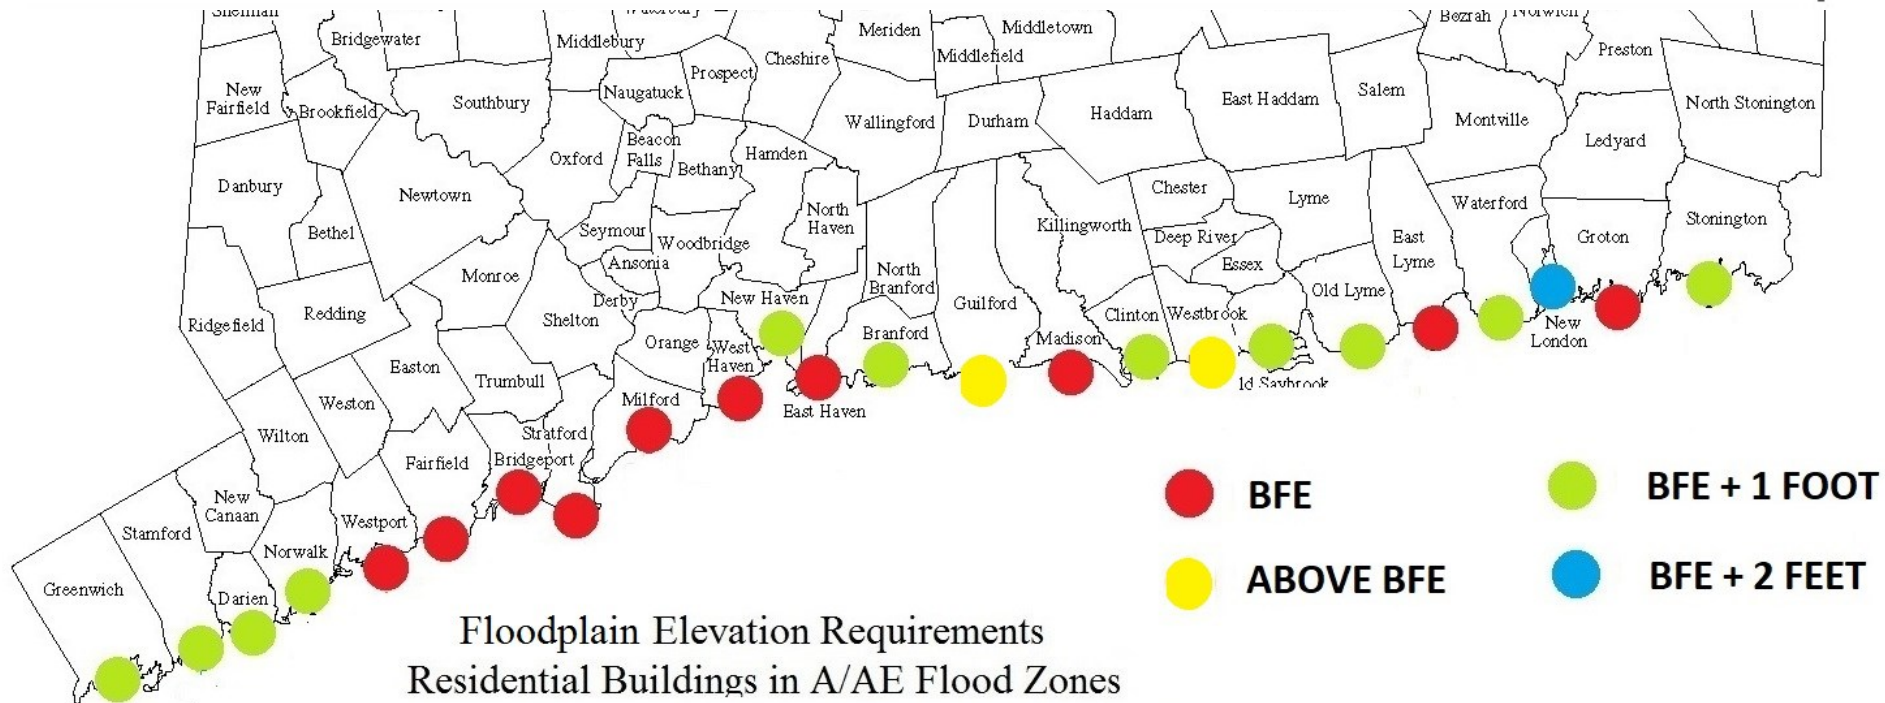 Meriden
Middletown
Bozrah
Norwich
Bridgewater
Middlebury
Preston
Cheshire
Middlefield
Prospect
New
Fairfield
Brookfield
Southbury
Naugatuck
East Haddam
Salem
North Stonington
Haddam
Wallingford
Durham
Montville
Beacon
Falls
Oxford
Bethany
Hamden
Ledyard
Danbury
Newtown
Chester
Lyme
Waterford
North
Haven
Killingworth
Stonington
Bethel
Seymour
Woodbridge
Deep River
East
Lyme
Groton
Ansonia
Essex
Monroe
North
Branford
Derby
New Haven
Guilford
Old Lyme
Redding
Ridgefield
Shelton
Clinton
Westbrook
Orange
West
Haven
Branford
Madison
New
London
Easton
Trumbull
ld Saybrook
Weston
Milford
East Haven
Wilton
Stratford
Fairfield
Bridgeport
New
Canaan
Stamford
Westport
Norwalk
Greenwich
Darien
BFE
BFE + 1 FOOT
ABOVE BFE
BFE + 2 FEET
Floodplain Elevation Requirements
Residential Buildings in A/AE Flood Zones